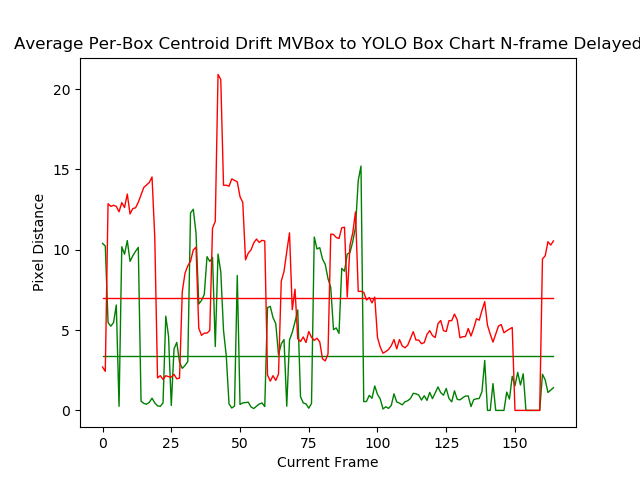 Average Per-Box Centroid Drift MVBox to YOLO Box Chart N-frame Delayed
20
15
10
5
0
Pixel Distance
0 25 50 75 100 125 150
Current Frame